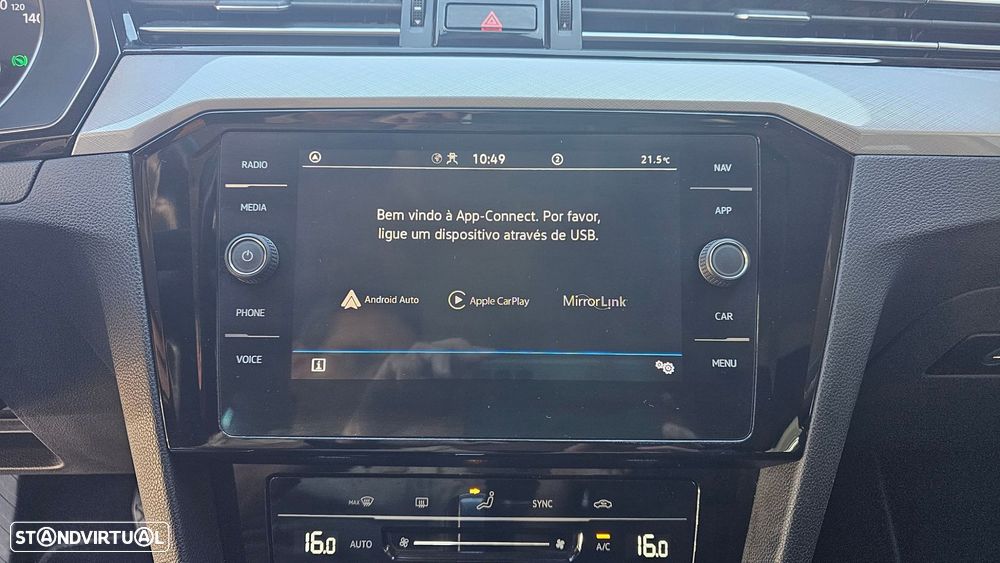 120
140
RADIO
MEDIA
PHONE
VOICE
10:49
2
21.5°C
Bem vindo à App-Connect. Por favor,
ligue um dispositivo através de USB.
Android Auto
Apple CarPlay
MirrorLink
NAV
APP
CAR
MENU
MAX
SYNC
16.0
AUTO
A/C
16.0
STANDVIRTUAL